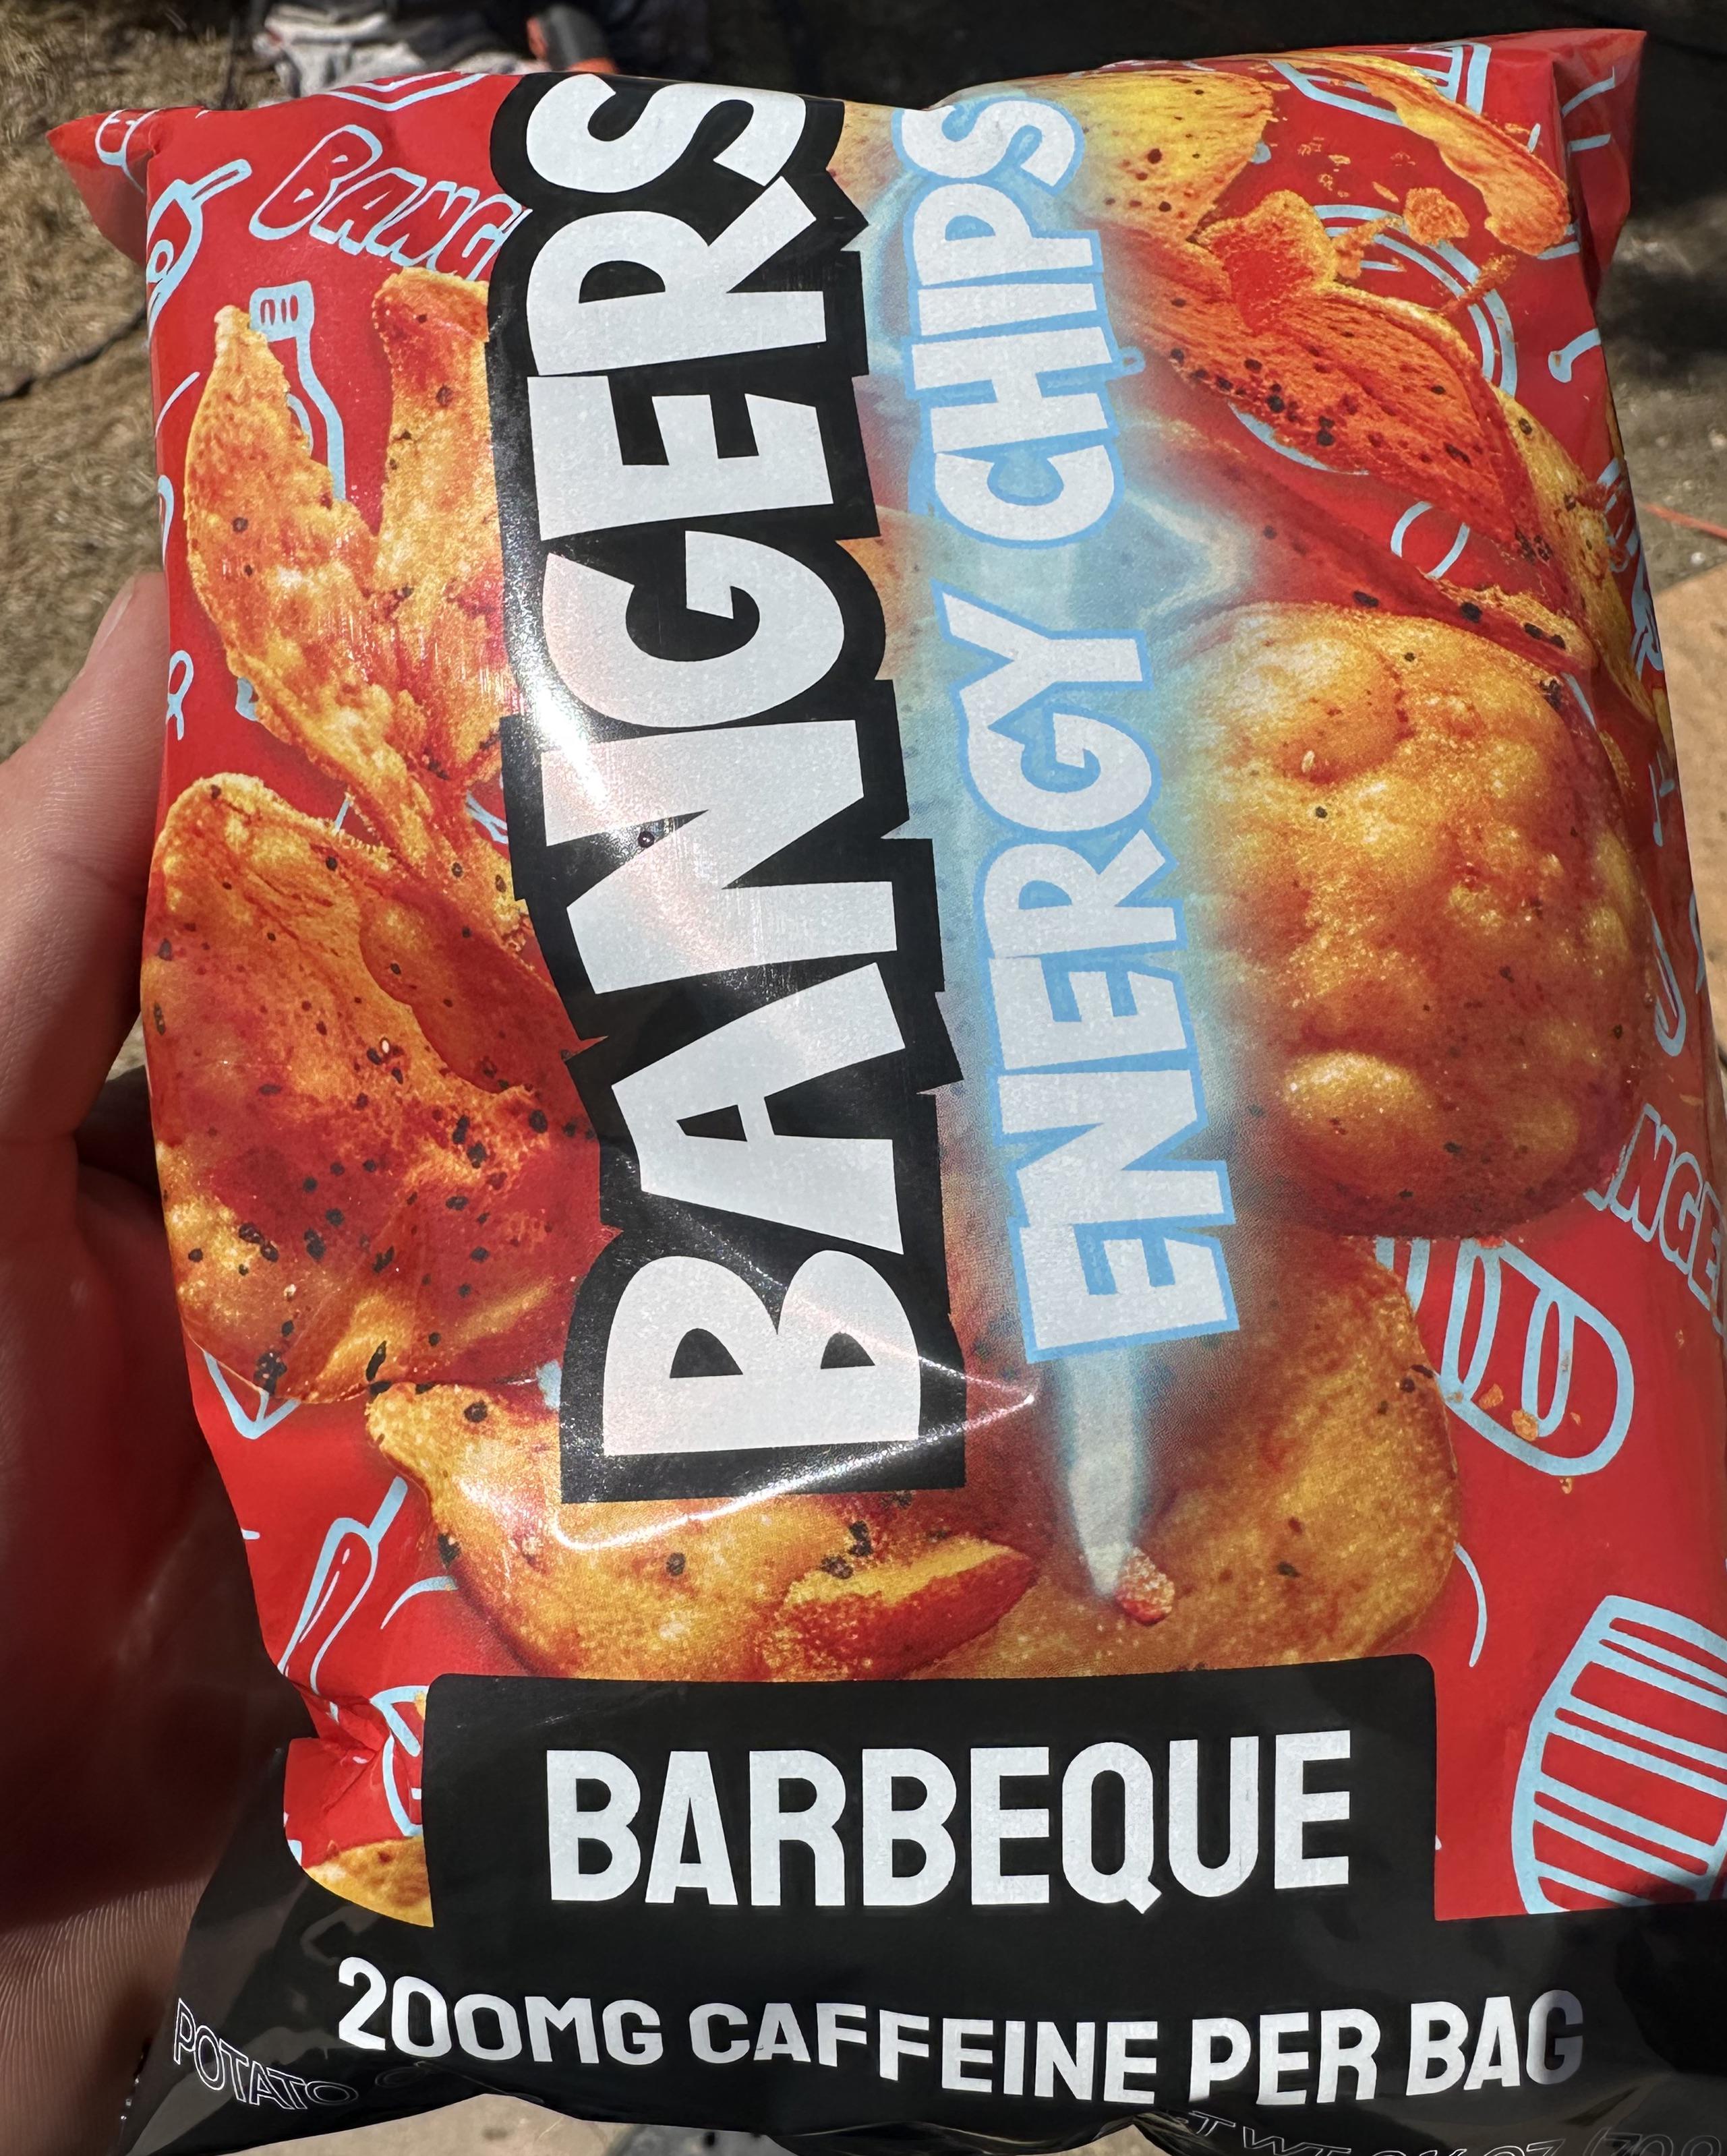 BANGERS
ENERGY CHIPS
BARBEQUE
200MG CAFFEINE PER BAG
POTATO